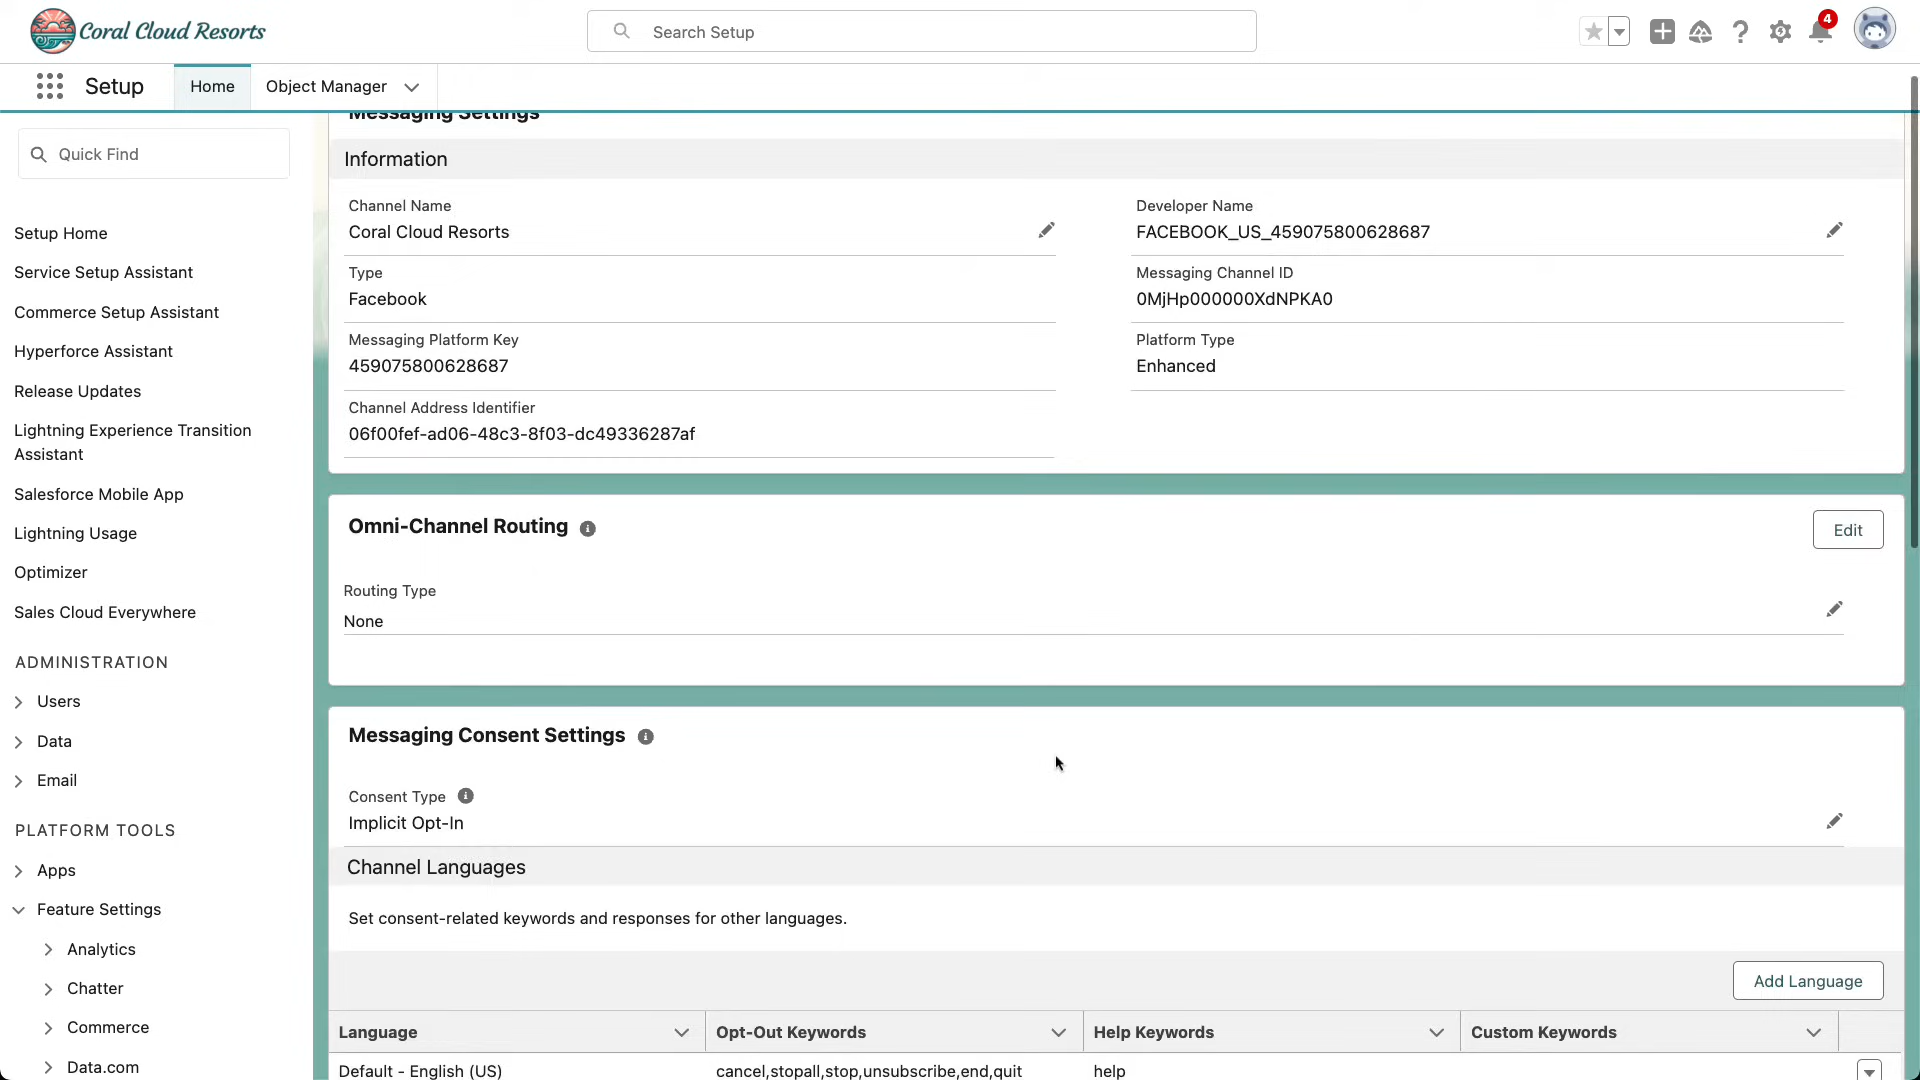 Coral Cloud Resorts
Search Setup
4
Setup
Home
Object Manager
Quick Find
Setup Home
Service Setup Assistant
Commerce Setup Assistant
Hyperforce Assistant
Release Updates
Lightning Experience Transition
Assistant
Salesforce Mobile App
Lightning Usage
Optimizer
Sales Cloud Everywhere
ADMINISTRATION
Users
Data
Email
PLATFORM TOOLS
Apps
Feature Settings
Analytics
Chatter
Commerce
Data.com
Messaging Settings
Information
Channel Name
Coral Cloud Resorts
Developer Name
FACEBOOK_US_459075800628687
Type
Facebook
Messaging Channel ID
0MjHp000000XdNPKA0
Messaging Platform Key
459075800628687
Platform Type
Enhanced
Channel Address Identifier
06f00fef-ad06-48c3-8f03-dc49336287af
Omni-Channel Routing
Edit
Routing Type
None
Messaging Consent Settings
Consent Type
Implicit Opt-In
Channel Languages
Set consent-related keywords and responses for other languages.
Add Language
Language
Opt-Out Keywords
Help Keywords
Custom Keywords
Default - English (US)
cancel,stopall,stop,unsubscribe,end,quit
help